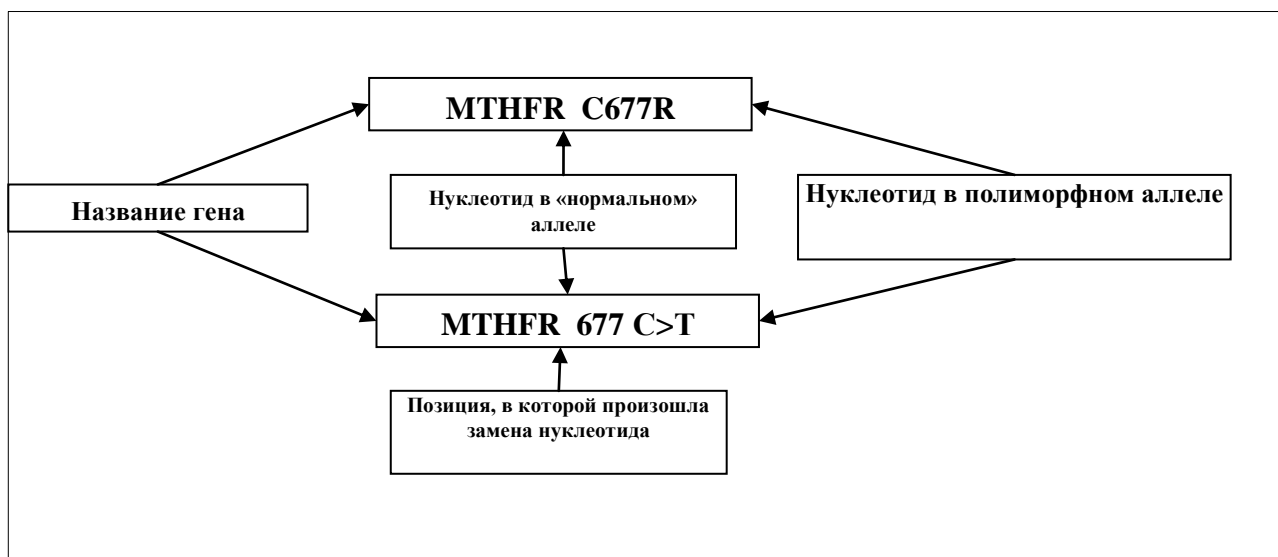 MTHFR C677R
Название гена
Нуклеотид в «нормальном»
аллеле
Нуклеотид в полиморфном аллеле
MTHFR 677 C>T
Позиция, в которой произошла
замена нуклеотида